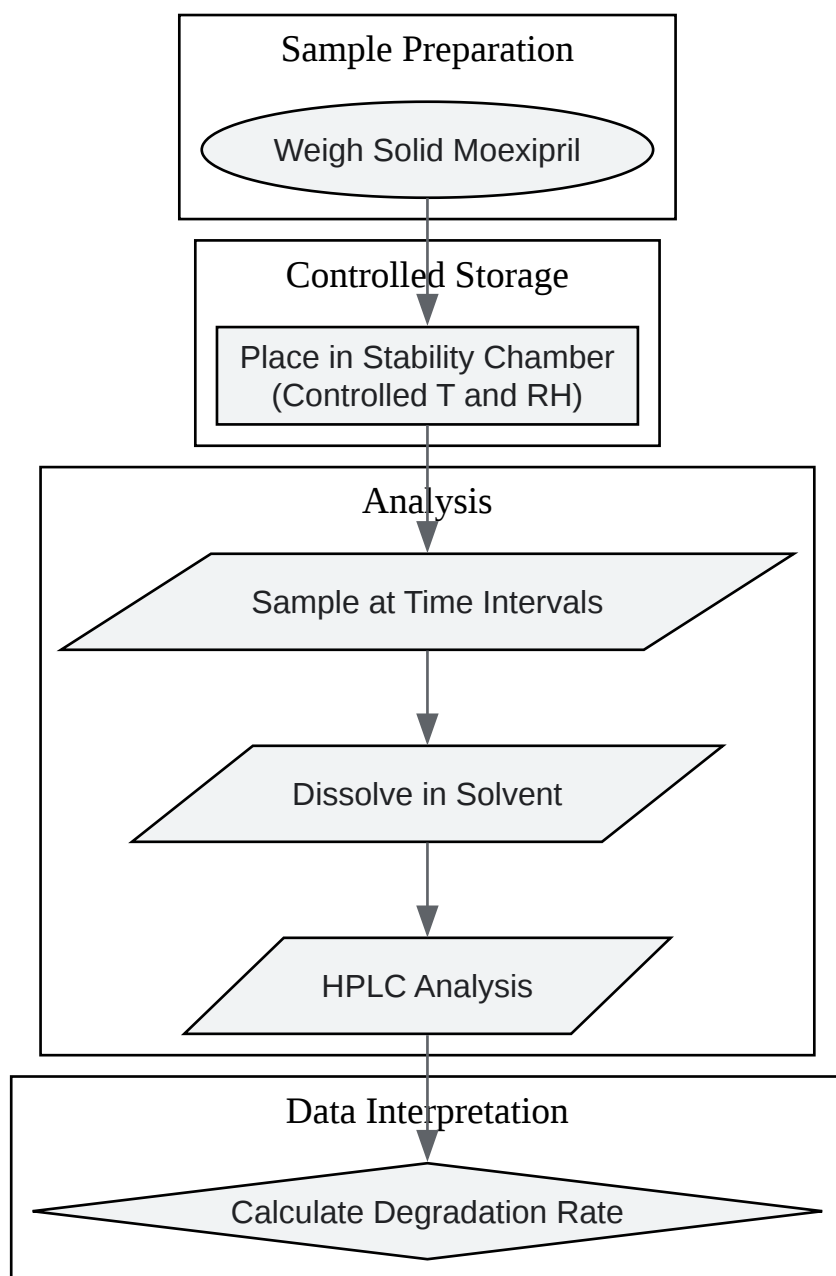 Sample Preparation
Weigh Solid Moexipril
Controlled Storage
Place in Stability Chamber
(Controlled T and RH)
Analysis
Sample at Time Intervals
Dissolve in Solvent
HPLC Analysis
Data Interpretation
Calculate Degradation Rate